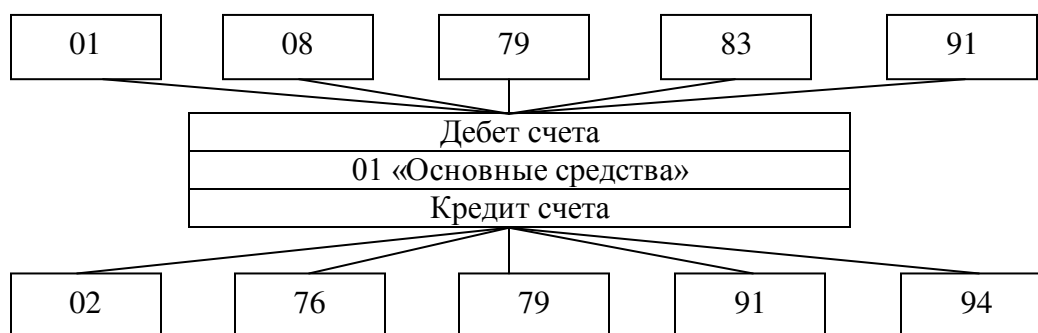 01 08 79 83 91
Дебет счета
01 «Основные средства»
Кредит счета
02 76 79 91 94